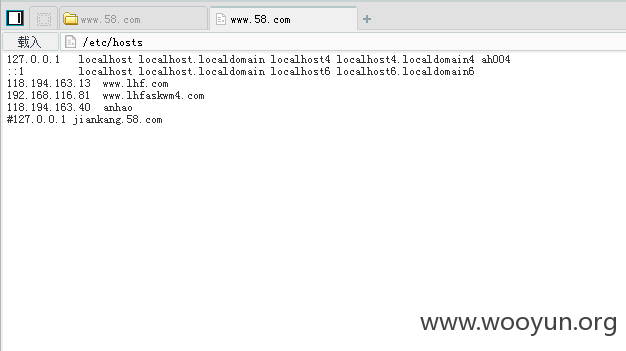 www.58.com
www.58.com
载入
/etc/hosts
127.0.0.1 localhost localhost.localdomain localhost4 localhost4.localdomain4 ah004
::1 localhost localhost.localdomain localhost6 localhost6.localdomain6
118.194.163.13 www.lhf.com
192.168.116.81 www.lhfaskwm4.com
118.194.163.40 anhao
#127.0.0.1 jiankang.58.com
www.wooyun.org